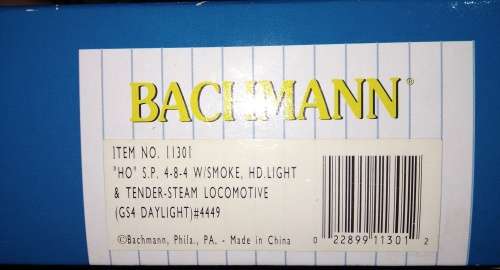 BACHMANN®
ITEM NO. 11301
"HO" S.P. 4-8-4 W/SMOKE, HD.LIGHT
& TENDER-STEAM LOCOMOTIVE
(GS4 DAYLIGHT)#4449
©Bachmann, Phila., PA. - Made in China
0 22899 11301 2